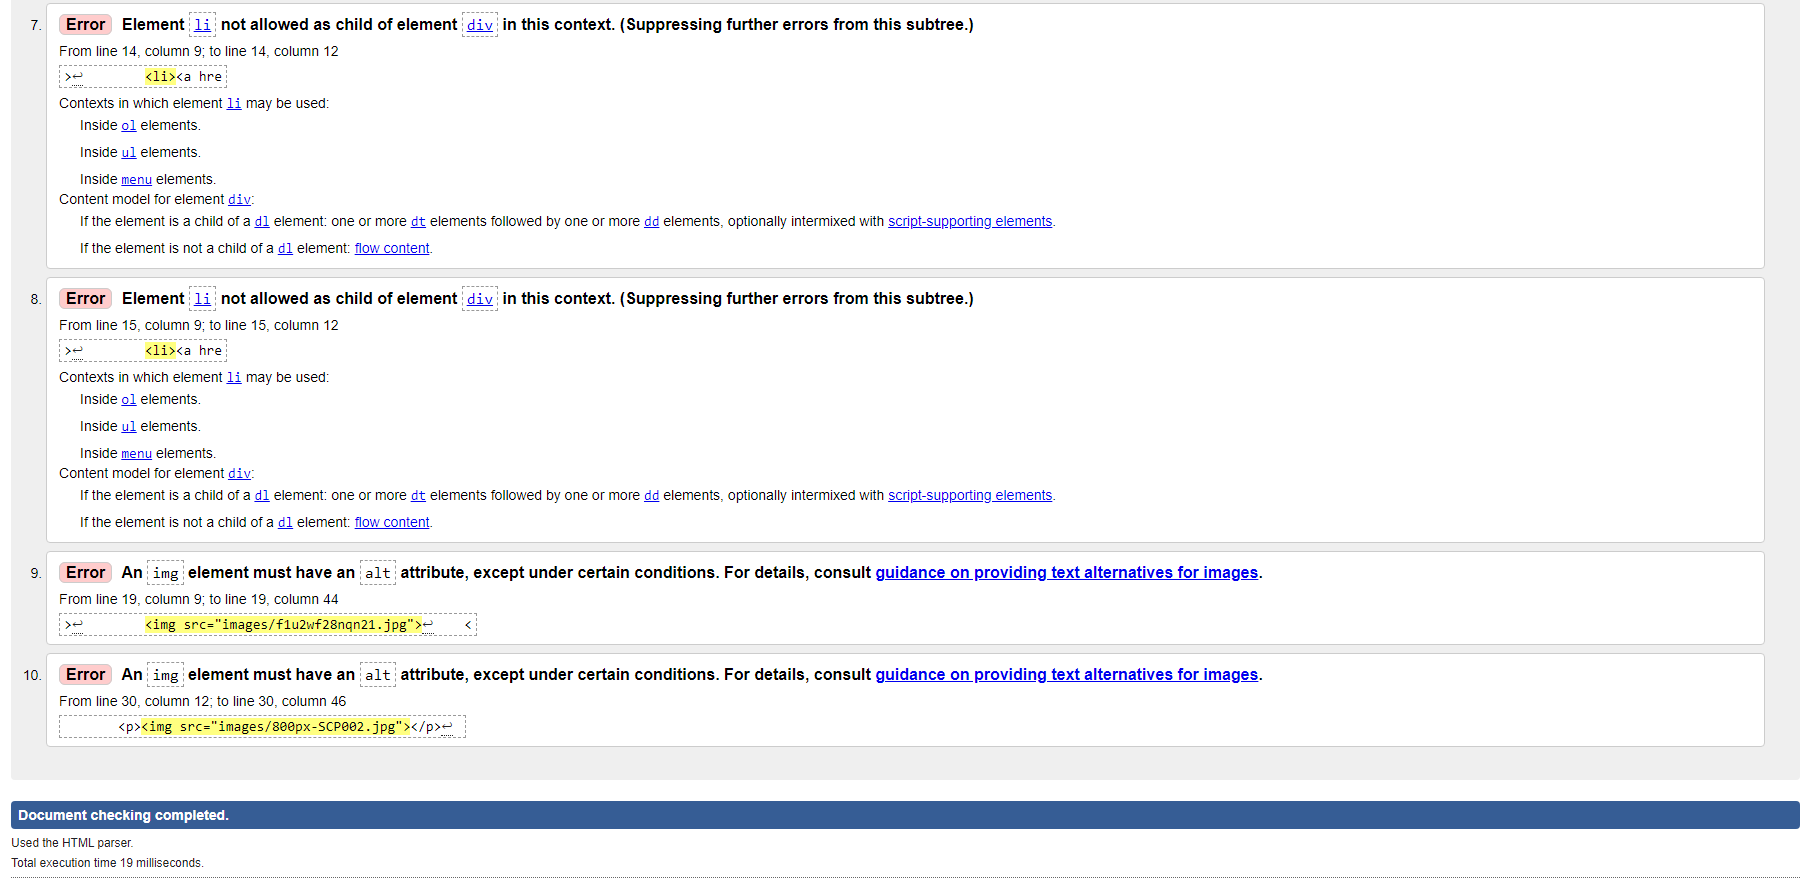 7. Error Element li not allowed as child of element div in this context. (Suppressing further errors from this subtree.)
From line 14, column 9; to line 14, column 12
>↩ <li><a hre
Contexts in which element li may be used:
Inside ol elements.
Inside ul elements.
Inside menu elements.
Content model for element div:
If the element is a child of a dl element: one or more dt elements followed by one or more dd elements, optionally intermixed with script-supporting elements.
If the element is not a child of a dl element: flow content.
8. Error Element li not allowed as child of element div in this context. (Suppressing further errors from this subtree.)
From line 15, column 9; to line 15, column 12
>↩ <li><a hre
Contexts in which element li may be used:
Inside ol elements.
Inside ul elements.
Inside menu elements.
Content model for element div:
If the element is a child of a dl element: one or more dt elements followed by one or more dd elements, optionally intermixed with script-supporting elements.
If the element is not a child of a dl element: flow content.
9. Error An img element must have an alt attribute, except under certain conditions. For details, consult guidance on providing text alternatives for images.
From line 19, column 9; to line 19, column 44
>↩ <img src="images/f1u2wf28nqn21.jpg">↩ <
10. Error An img element must have an alt attribute, except under certain conditions. For details, consult guidance on providing text alternatives for images.
From line 30, column 12; to line 30, column 46
<p><img src="images/800px-SCP002.jpg"></p>↩
Document checking completed.
Used the HTML parser.
Total execution time 19 milliseconds.